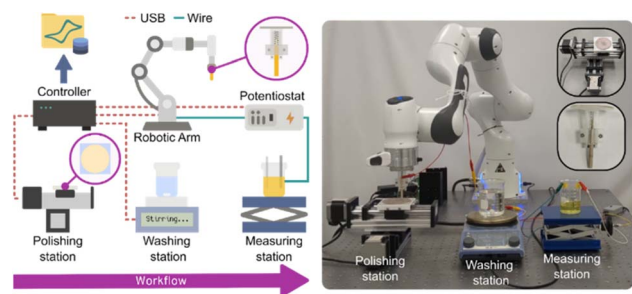 USB
Wire
Controller
Potentiostat
Robotic Arm
Stirring...
Polishing
station
Washing
station
Measuring
station
Workflow
Polishing
station
Washing
station
Measuring
station